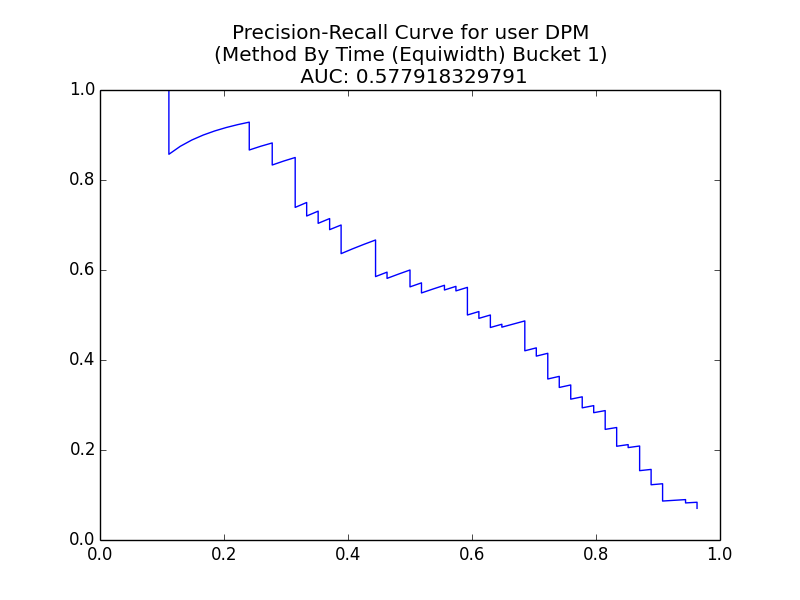 Precision-Recall Curve for user DPM
(Method By Time (Equiwidth) Bucket 1)
AUC: 0.577918329791
1.0
0.8
0.6
0.4
0.2
0.0
0.0 0.2 0.4 0.6 0.8 1.0